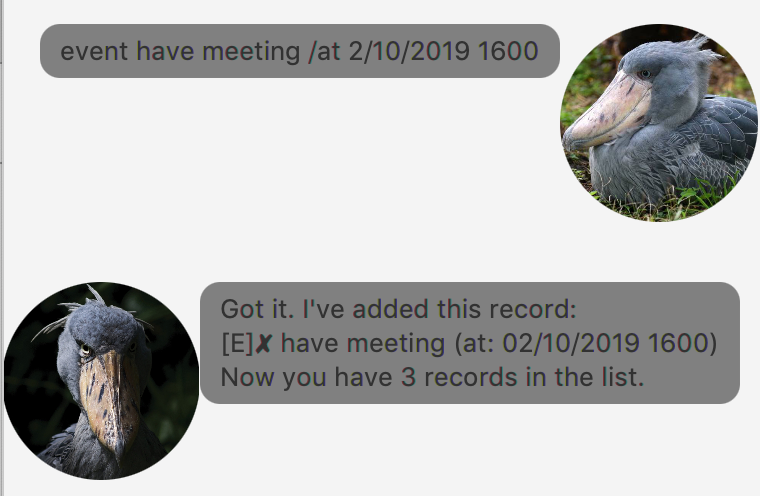 event have meeting /at 2/10/2019 1600
Got it. I've added this record:
[E]✘ have meeting (at: 02/10/2019 1600)
Now you have 3 records in the list.